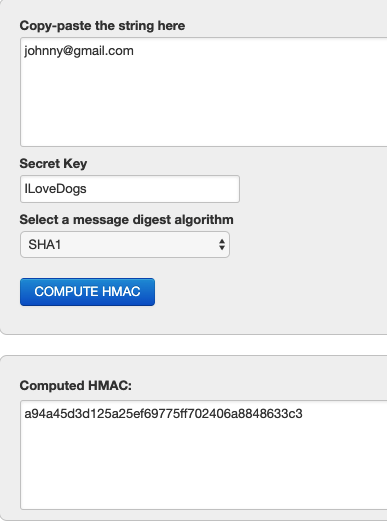 Copy-paste the string here
johnny@gmail.com
Secret Key
ILoveDogs
Select a message digest algorithm
SHA1
COMPUTE HMAC
Computed HMAC:
a94a45d3d125a25ef69775ff702406a8848633c3